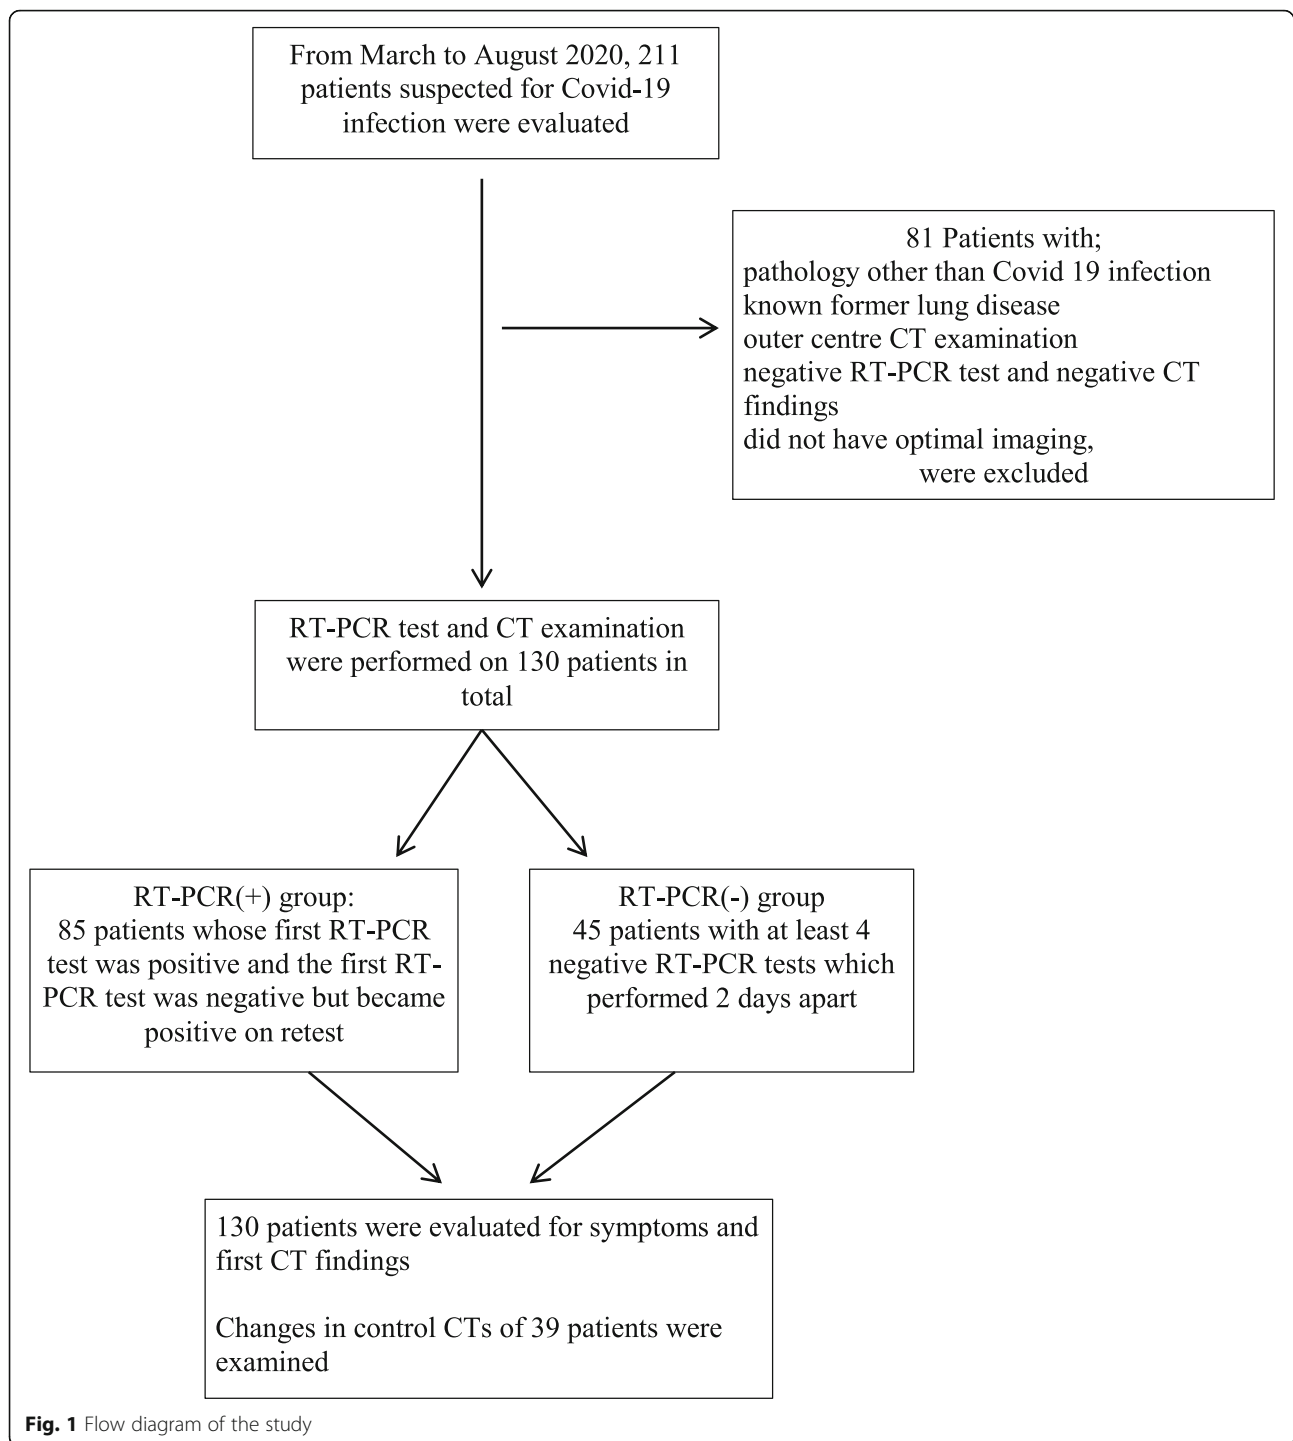 From March to August 2020, 211
patients suspected for Covid-19
infection were evaluated
81 Patients with;
pathology other than Covid 19 infection
known former lung disease
outer centre CT examination
negative RT-PCR test and negative CT
findings
did not have optimal imaging,
were excluded
RT-PCR test and CT examination
were performed on 130 patients in
total
RT-PCR(+) group:
85 patients whose first RT-PCR
test was positive and the first RT-
PCR test was negative but became
positive on retest
RT-PCR(-) group
45 patients with at least 4
negative RT-PCR tests which
performed 2 days apart
130 patients were evaluated for symptoms and
first CT findings
Changes in control CTs of 39 patients were
examined
Fig. 1 Flow diagram of the study